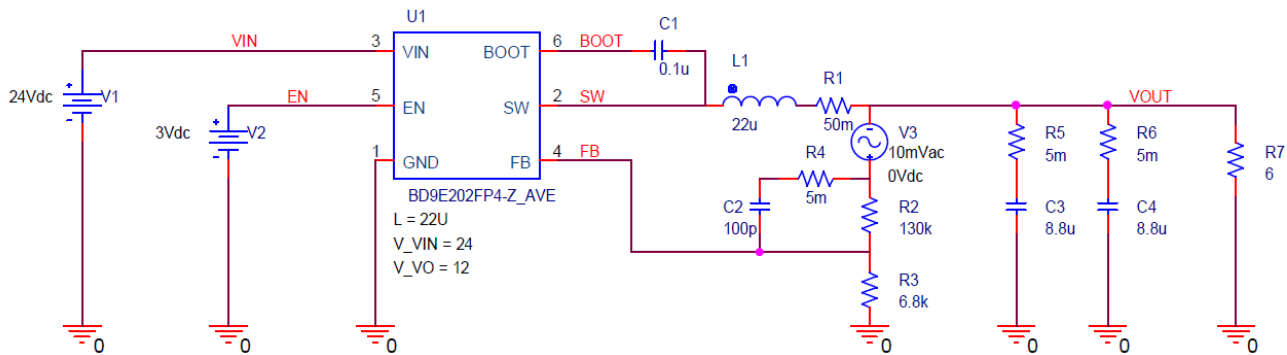 U1
C1
VIN
3
VIN
BOOT
6
BOOT
0.1u
L1
R1
24Vdc
V1
EN
5
EN
SW
2
SW
22u
50m
VOUT
3Vdc
V2
V3
10mVac
0Vdc
R5
5m
R6
5m
R7
6
1
GND
FB
4
FB
R4
5m
BD9E202FP4-Z_AVE
C2
100p
R2
130k
C3
8.8u
C4
8.8u
L = 22U
V_VIN = 24
V_VO = 12
R3
6.8k
0
0
0
0
0
0
0